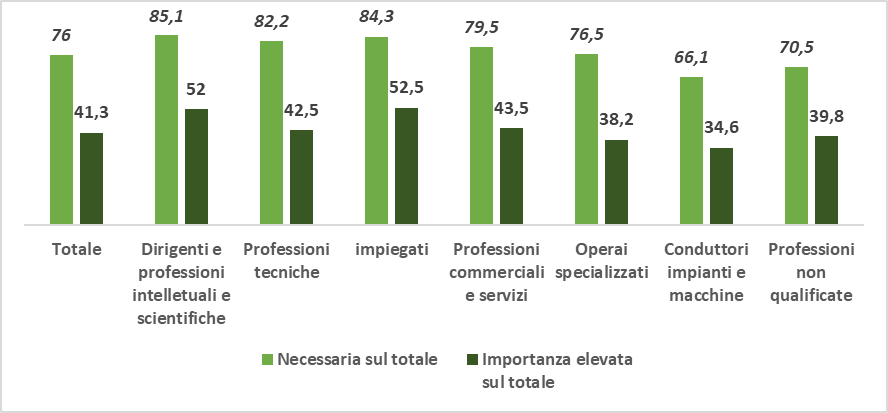 76
85,1
82,2
84,3
79,5
76,5
66,1
70,5
41,3
52
42,5
52,5
43,5
38,2
34,6
39,8
Totale
Dirigenti e
professioni
intelletuali e
scientifiche
Professioni
tecniche
impiegati
Professioni
commerciali
e servizi
Operai
specializzati
Conduttori
impianti e
macchine
Professioni
non
qualificate
Necessaria sul totale
Importanza elevata
sul totale